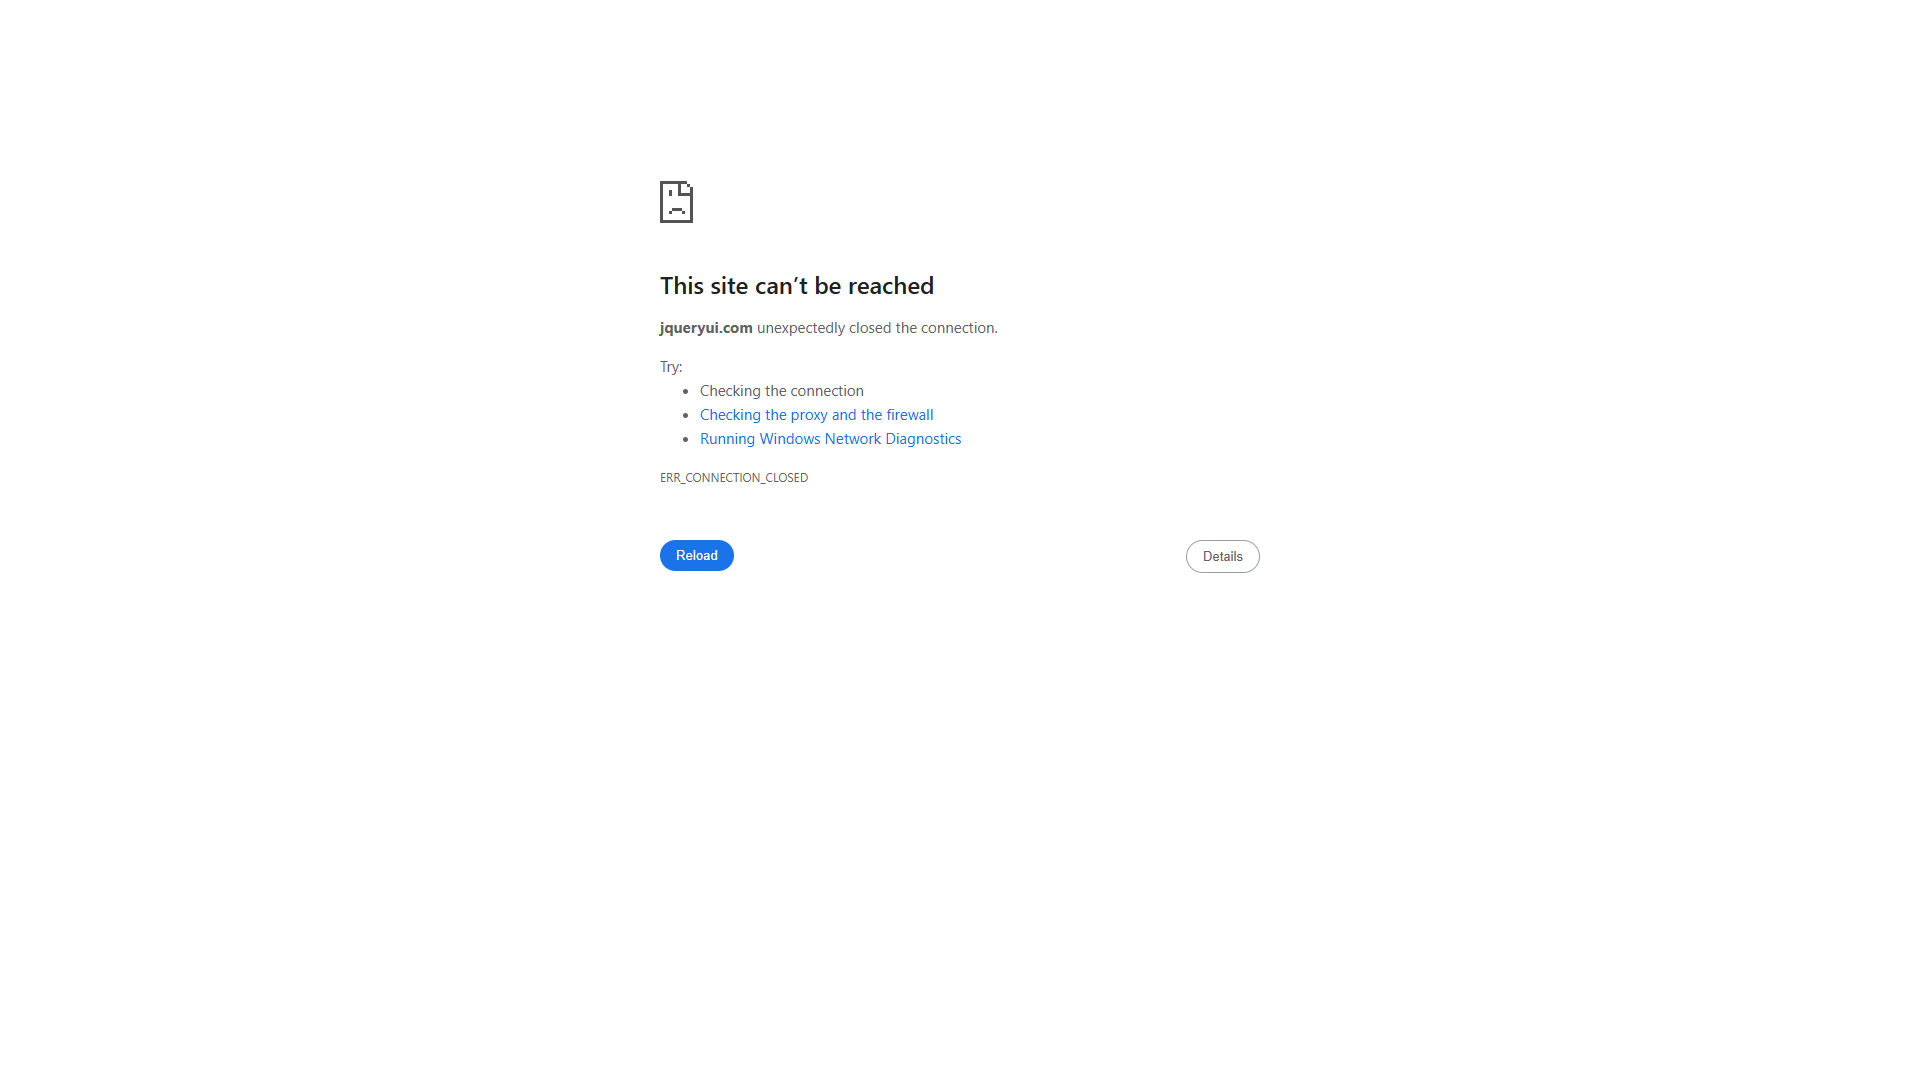 This site can’t be reached
jqueryui.com unexpectedly closed the connection.
Try:
• Checking the connection
• Checking the proxy and the firewall
• Running Windows Network Diagnostics
ERR_CONNECTION_CLOSED
Reload
Details